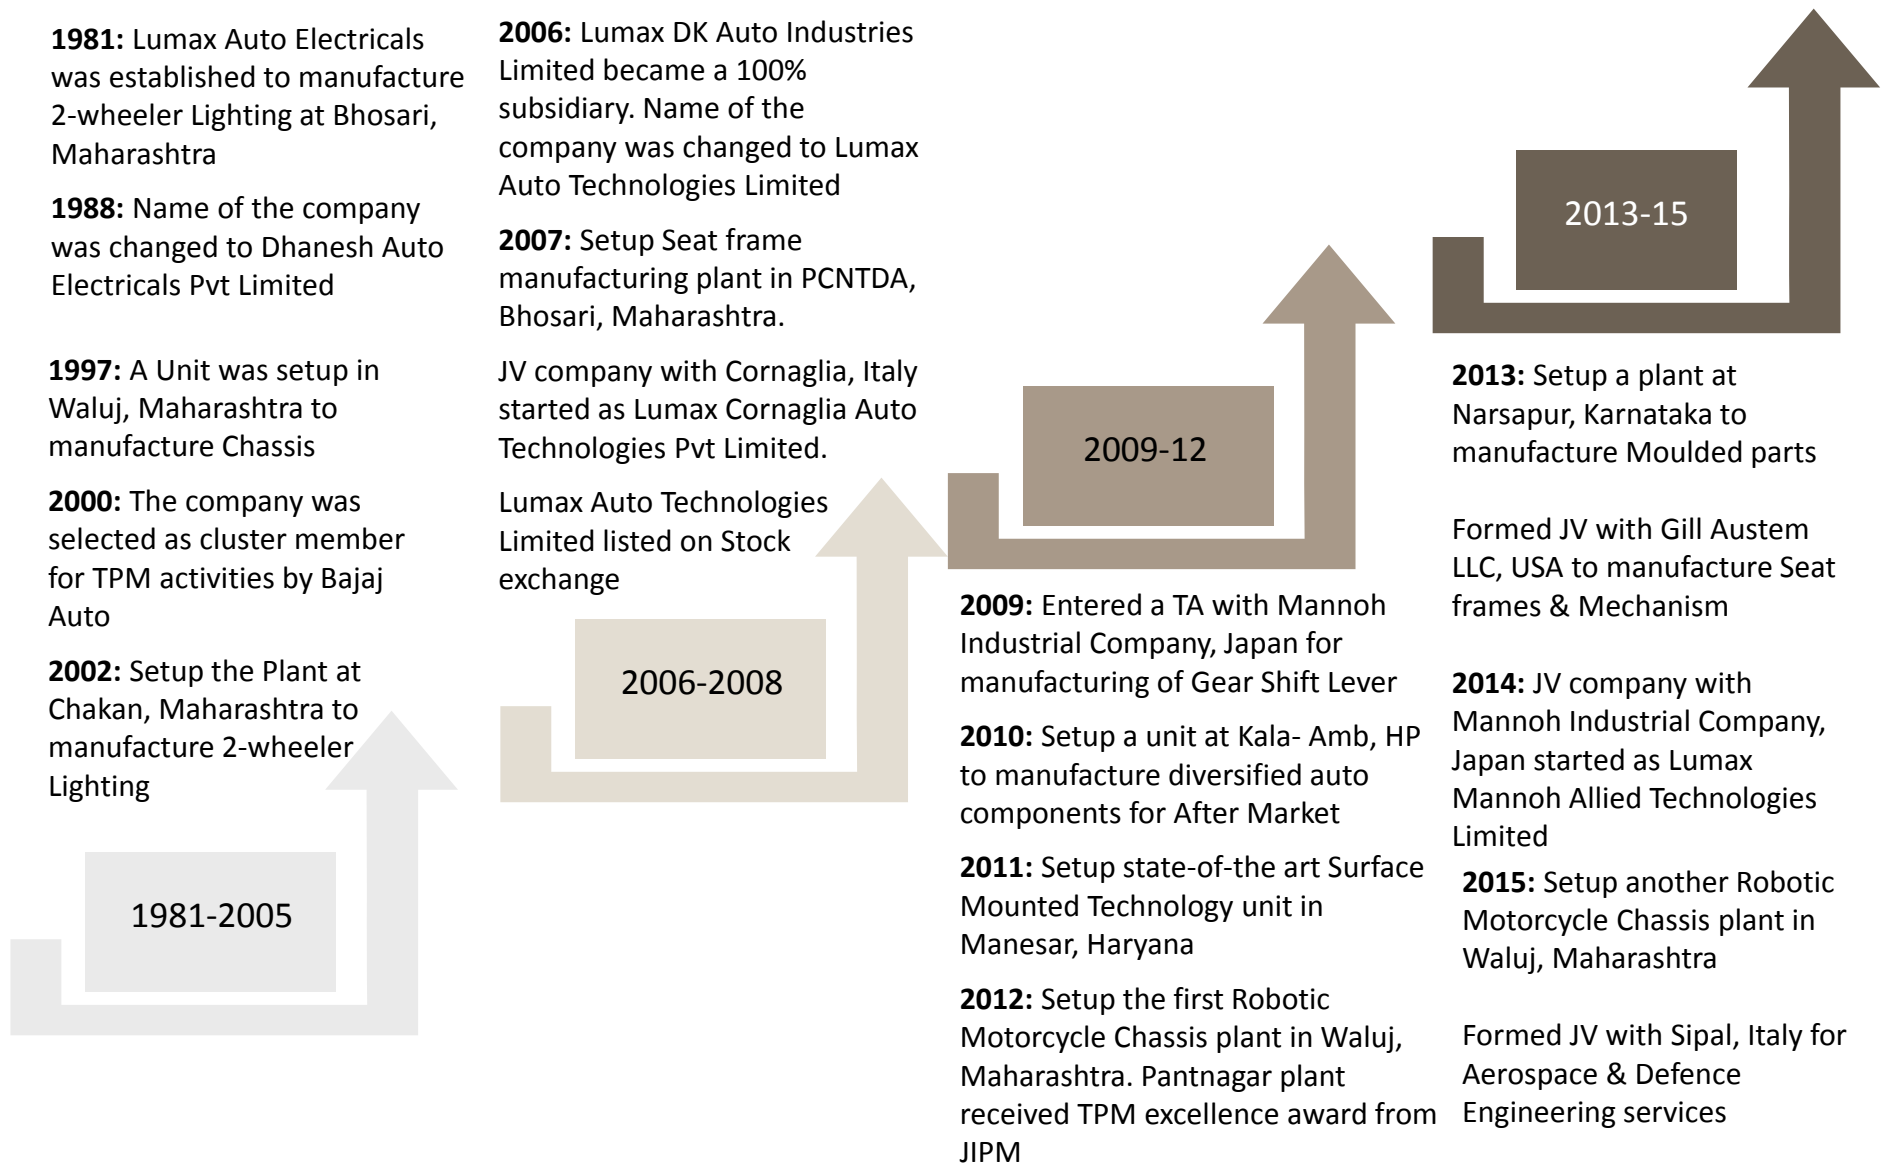 1981: Lumax Auto Electricals
was established to manufacture
2-wheeler Lighting at Bhosari,
Maharashtra
1988: Name of the company
was changed to Dhanesh Auto
Electricals Pvt Limited
1997: A Unit was setup in
Waluj, Maharashtra to
manufacture Chassis
2000: The company was
selected as cluster member
for TPM activities by Bajaj
Auto
2002: Setup the Plant at
Chakan, Maharashtra to
manufacture 2-wheeler
Lighting
1981-2005
2006: Lumax DK Auto Industries
Limited became a 100%
subsidiary. Name of the
company was changed to Lumax
Auto Technologies Limited
2007: Setup Seat frame
manufacturing plant in PCNTDA,
Bhosari, Maharashtra.
JV company with Cornaglia, Italy
started as Lumax Cornaglia Auto
Technologies Pvt Limited.
Lumax Auto Technologies
Limited listed on Stock
exchange
2006-2008
2009-12
2009: Entered a TA with Mannoh
Industrial Company, Japan for
manufacturing of Gear Shift Lever
2010: Setup a unit at Kala- Amb, HP
to manufacture diversified auto
components for After Market
2011: Setup state-of-the art Surface
Mounted Technology unit in
Manesar, Haryana
2012: Setup the first Robotic
Motorcycle Chassis plant in Waluj,
Maharashtra. Pantnagar plant
received TPM excellence award from
JIPM
2013-15
2013: Setup a plant at
Narsapur, Karnataka to
manufacture Moulded parts
Formed JV with Gill Austem
LLC, USA to manufacture Seat
frames & Mechanism
2014: JV company with
Mannoh Industrial Company,
Japan started as Lumax
Mannoh Allied Technologies
Limited
2015: Setup another Robotic
Motorcycle Chassis plant in
Waluj, Maharashtra
Formed JV with Sipal, Italy for
Aerospace & Defence
Engineering services